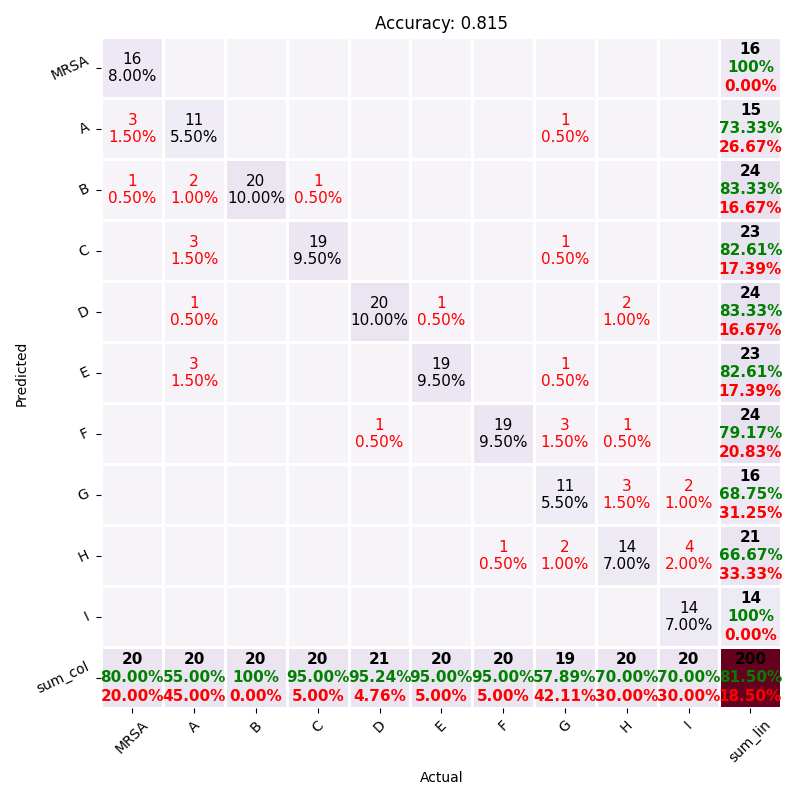 Accuracy: 0.815
MRSA 16 16
8.00% 100%
0.00%
A 3 11 1 15
1.50% 5.50% 0.50% 73.33%
26.67%
B 1 2 20 1 24
0.50% 1.00% 10.00% 0.50% 83.33%
16.67%
C 3 19 1 23
1.50% 9.50% 0.50% 82.61%
17.39%
D 1 20 1 2 24
0.50% 10.00% 0.50% 1.00% 83.33%
16.67%
E 3 19 1 23
1.50% 9.50% 0.50% 82.61%
17.39%
F 1 19 3 1 24
0.50% 9.50% 1.50% 0.50% 79.17%
20.83%
G 11 3 2 16
5.50% 1.50% 1.00% 68.75%
31.25%
H 1 2 14 4 21
0.50% 1.00% 7.00% 2.00% 66.67%
33.33%
I 14 14
7.00% 100%
0.00%
sum_col 20 20 20 20 21 20 20 19 20 20 200
80.00% 55.00% 100% 95.00% 95.24% 95.00% 95.00% 57.89% 70.00% 70.00% 81.50%
20.00% 45.00% 0.00% 5.00% 4.76% 5.00% 5.00% 42.11% 30.00% 30.00% 18.50%
MRSA A B C D E F G H I sum_lin
Predicted
Actual